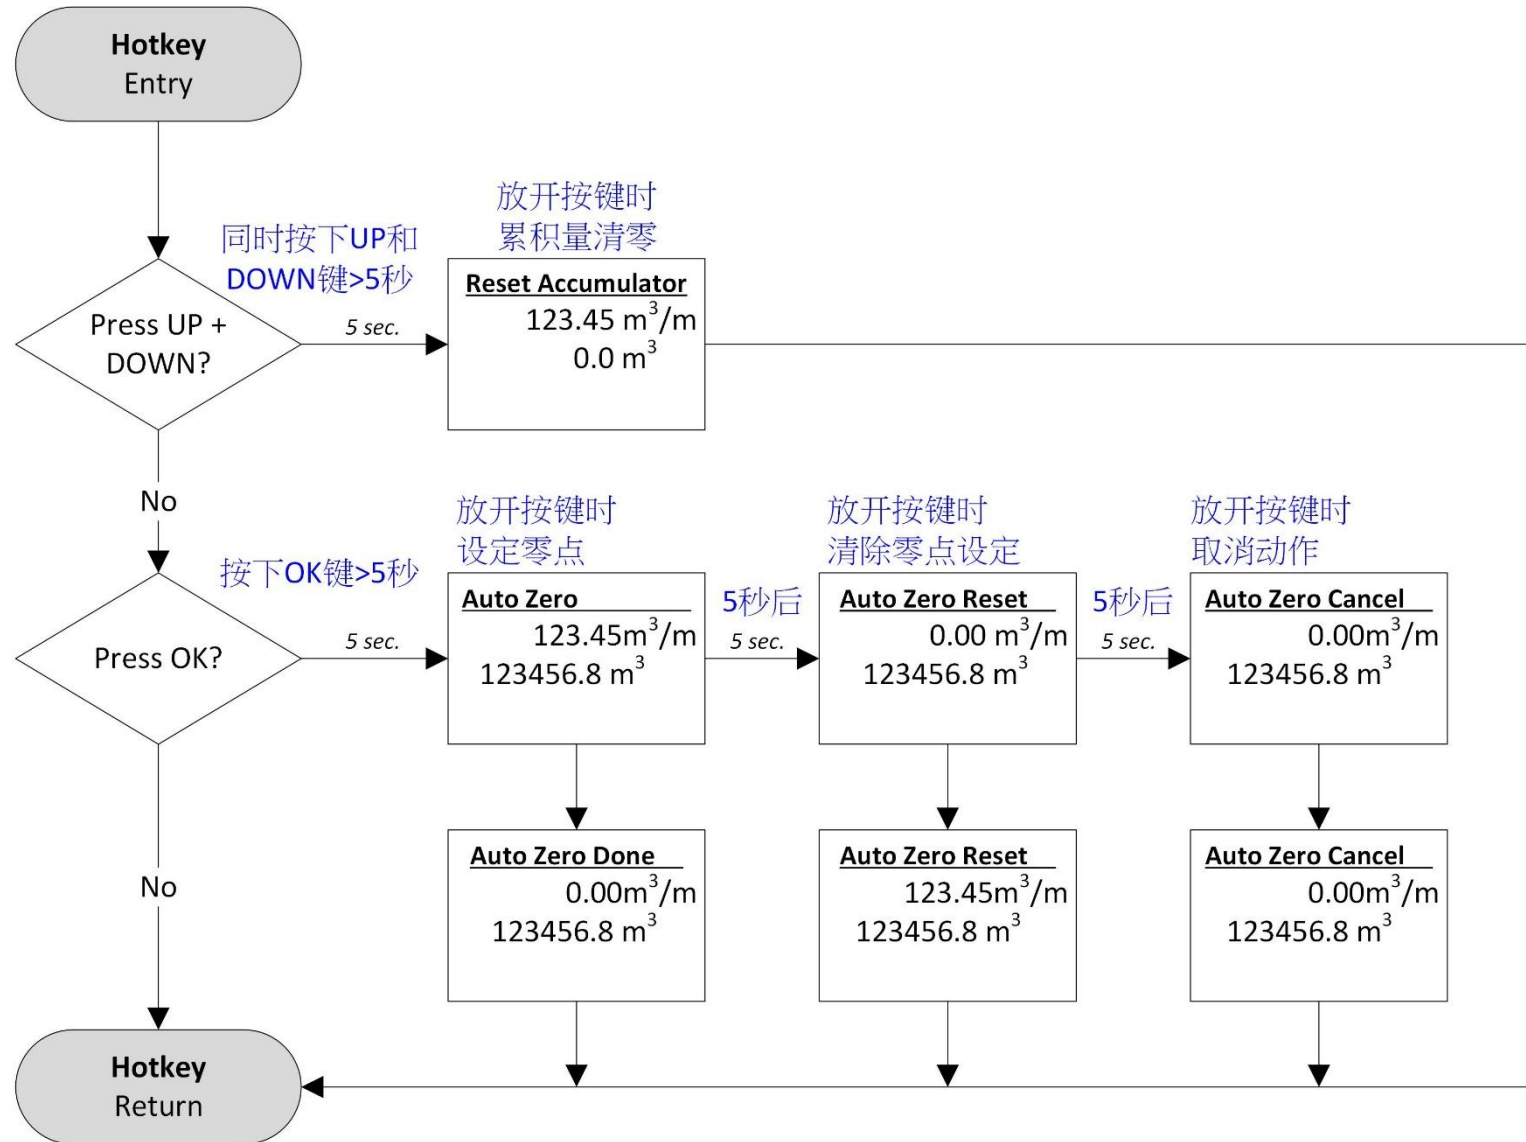 Hotkey
Entry
放开按键时
累积量清零
同时按下UP和
DOWN键>5秒
Press UP +
DOWN?
5 sec.
Reset Accumulator
123.45 m³/m
0.0 m³
No
放开按键时
设定零点
放开按键时
清除零点设定
放开按键时
取消动作
按下OK键>5秒
Press OK?
5 sec.
Auto Zero
123.45m³/m
123456.8 m³
5秒后
5 sec.
Auto Zero Reset
0.00 m³/m
123456.8 m³
5秒后
5 sec.
Auto Zero Cancel
0.00m³/m
123456.8 m³
No
Auto Zero Done
0.00m³/m
123456.8 m³
Auto Zero Reset
123.45m³/m
123456.8 m³
Auto Zero Cancel
0.00m³/m
123456.8 m³
Hotkey
Return